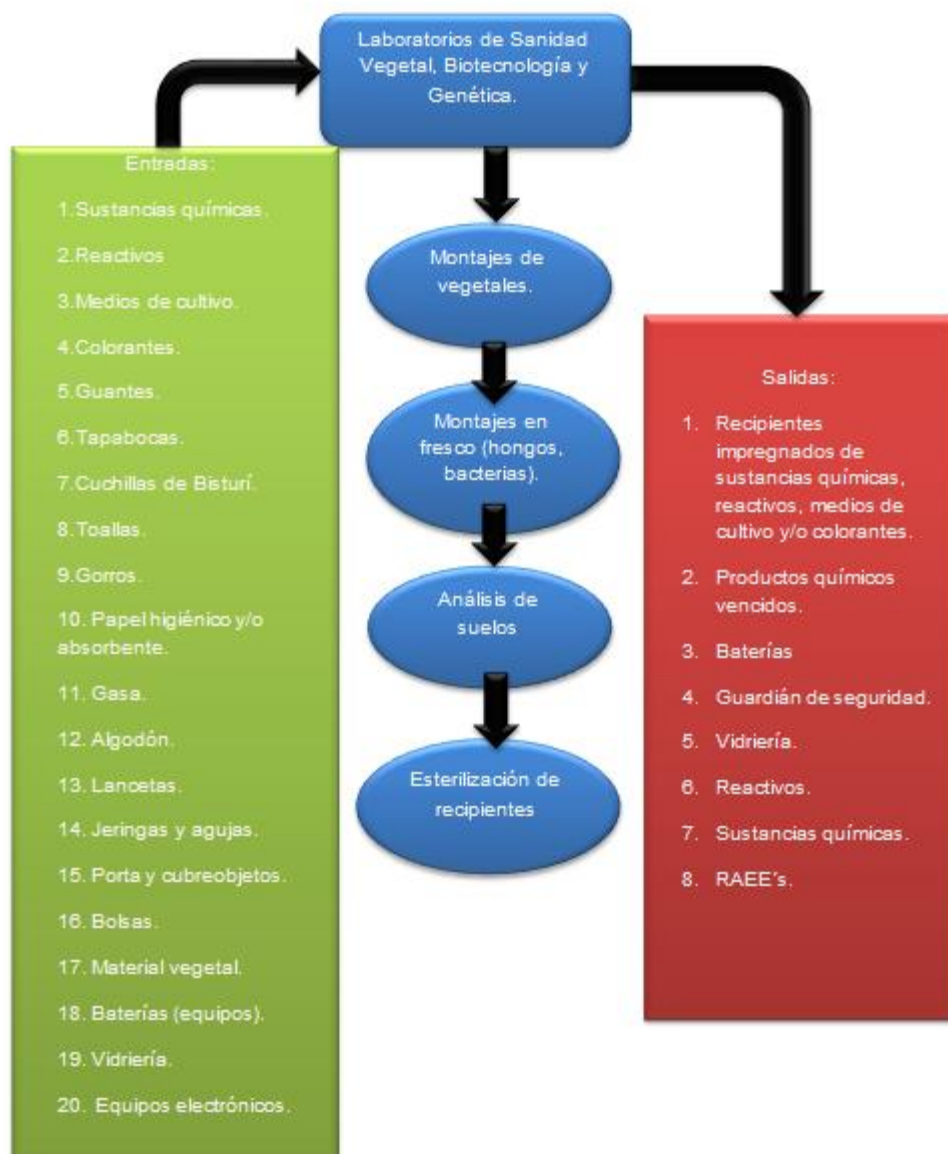 Laboratorios de Sanidad
Vegetal, Biotecnología y
Genética.
Entradas:
1.Sustancias químicas.
2.Reactivos
3.Medios de cultivo.
4.Colorantes.
5.Guantes.
6.Tapabocas.
7.Cuchillas de Bisturí.
8.Toallas.
9.Gorros.
10. Papel higiénico y/o
absorbente.
11. Gasa.
12. Algodón.
13. Lancetas.
14. Jeringas y agujas.
15. Porta y cubreobjetos.
16. Bolsas.
17. Material vegetal.
18. Baterías (equipos).
19. Vidriería.
20. Equipos electrónicos.
Montajes de
vegetales.
Montajes en
fresco (hongos,
bacterias).
Análisis de
suelos
Esterilización de
recipientes
Salidas:
1. Recipientes
impregnados de
sustancias químicas,
reactivos, medios de
cultivo y/o colorantes.
2. Productos químicos
vencidos.
3. Baterías
4. Guardián de seguridad.
5. Vidriería.
6. Reactivos.
7. Sustancias químicas.
8. RAEE´s.